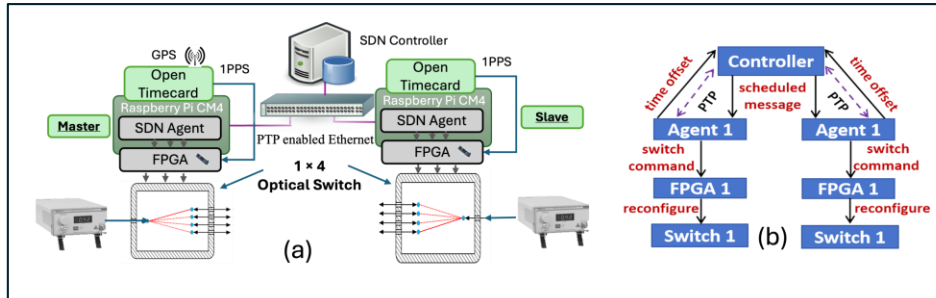 SDN Controller
GPS
1PPS
Open
Timecard
Raspberry Pi CM4
Master
SDN Agent
FPGA
PTP enabled Ethernet
1PPS
Open
Timecard
Raspberry Pi CM4
SDN Agent
Slave
FPGA
1 × 4
Optical Switch
(a)
Controller
time offset
PTP
scheduled
message
PTP
time offset
Agent 1
Agent 1
switch
command
switch
command
FPGA 1
FPGA 1
reconfigure
reconfigure
Switch 1
Switch 1
(b)